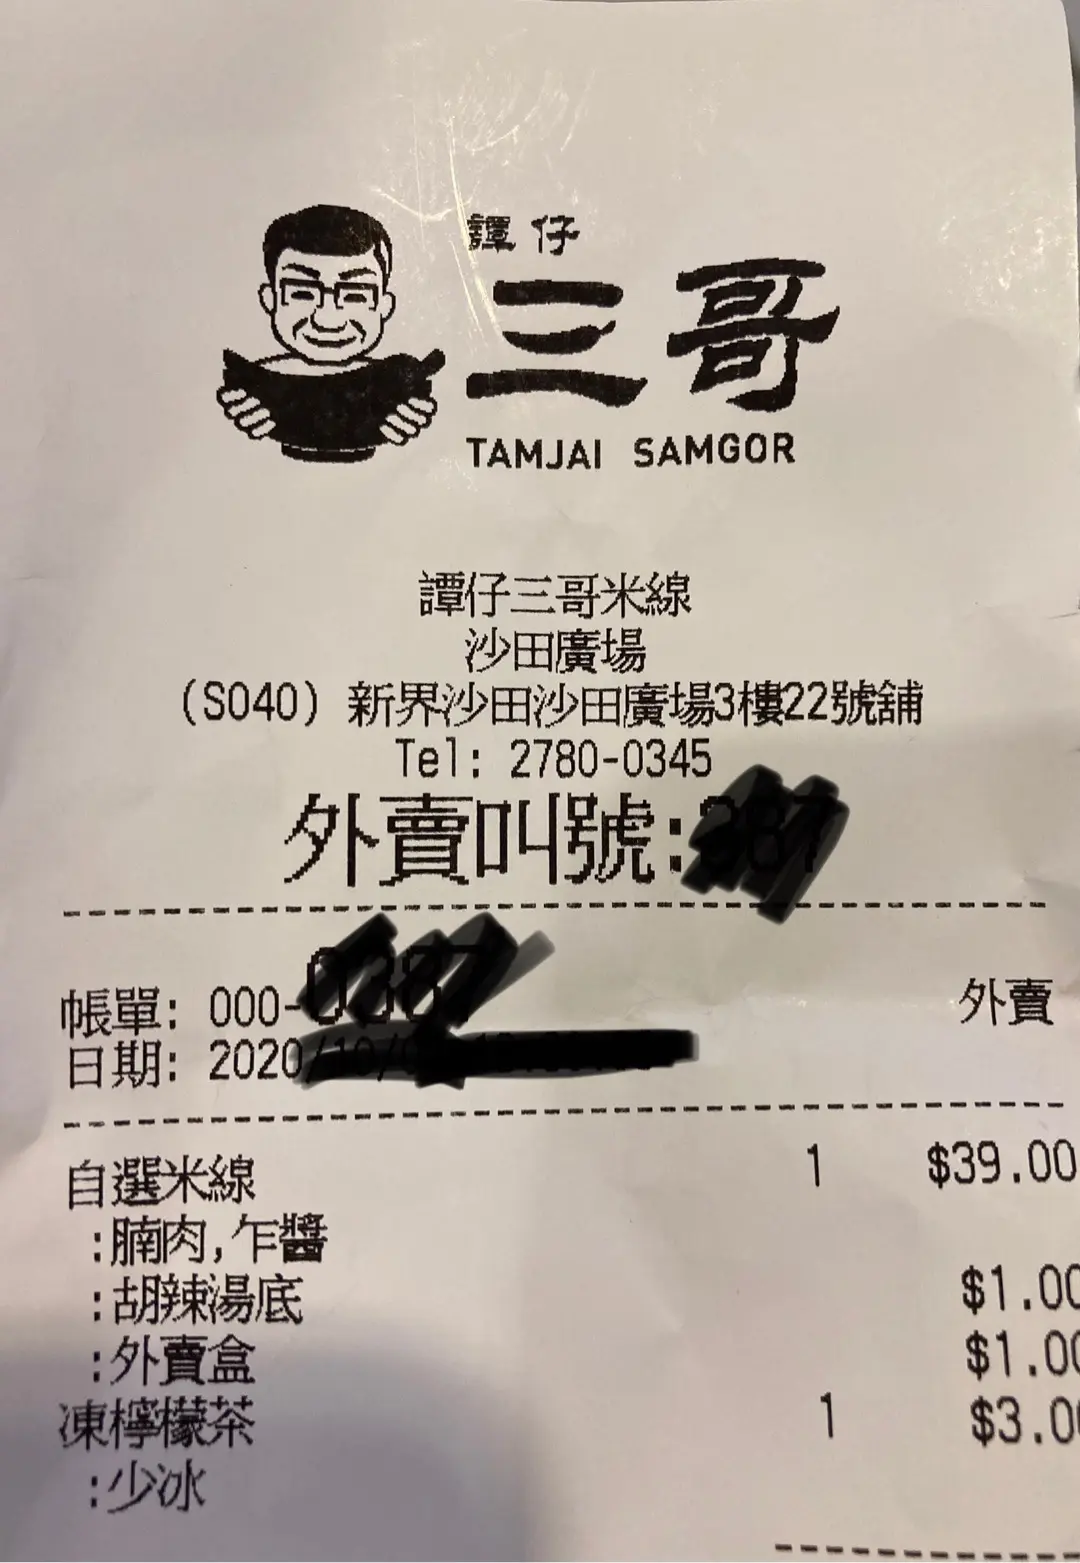 譚仔
三哥
TAMJAI SAMGOR
譚仔三哥米線
沙田廣場
(S040) 新界沙田沙田廣場3樓22號舖
Tel: 2780-0345
外賣叫號:
帳單: 000- 外賣
日期: 2020
自選米線 1 $39.00
:腩肉,乍醬
:胡辣湯底 $1.00
:外賣盒 $1.00
凍檸檬茶 1 $3.0
:少冰